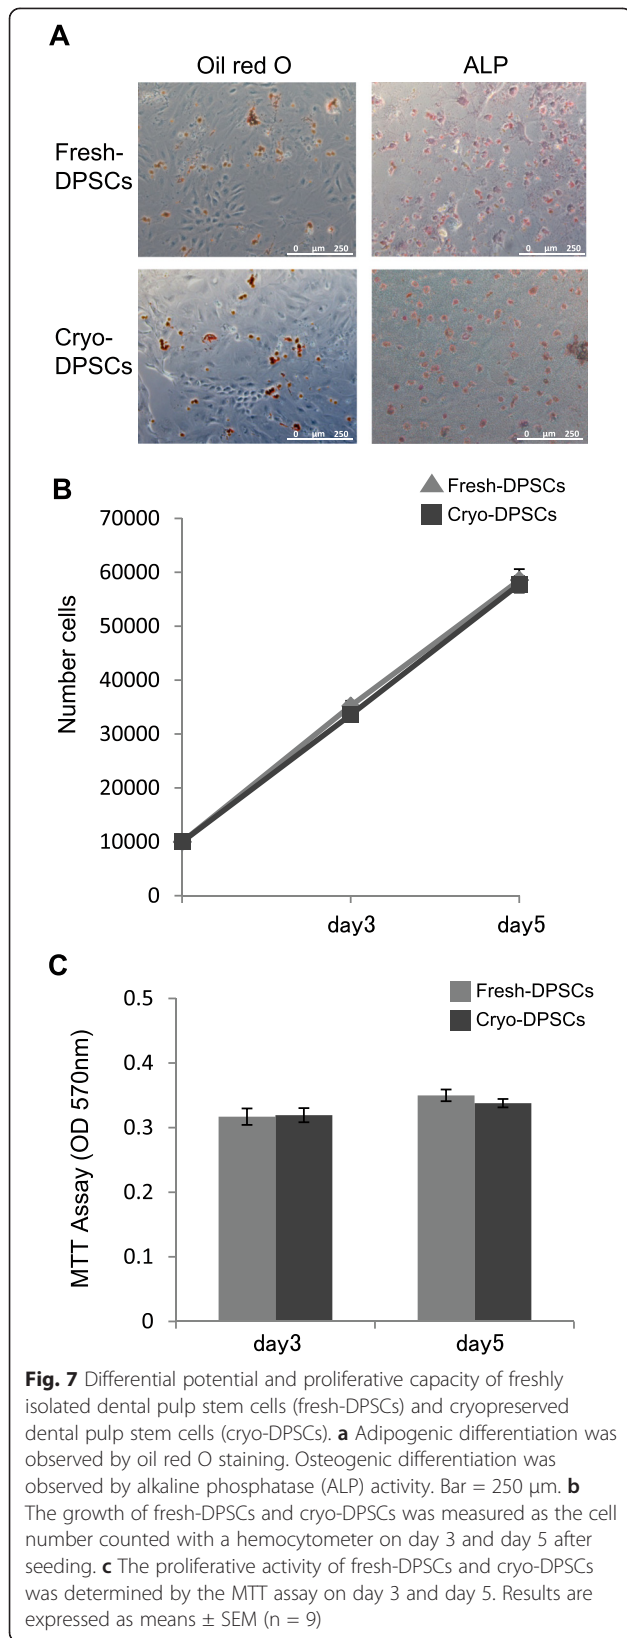 A
Oil red O
ALP
Fresh-
DPSCs
0 µm 250
0 µm 250
Cryo-
DPSCs
0 µm 250
0 µm 250
B
Fresh-DPSCs
Cryo-DPSCs
Number cells
70000
60000
50000
40000
30000
20000
10000
0
day3
day5
C
Fresh-DPSCs
Cryo-DPSCs
MTT Assay (OD 570nm)
0.5
0.4
0.3
0.2
0.1
0
day3
day5
Fig. 7 Differential potential and proliferative capacity of freshly
isolated dental pulp stem cells (fresh-DPSCs) and cryopreserved
dental pulp stem cells (cryo-DPSCs). a Adipogenic differentiation was
observed by oil red O staining. Osteogenic differentiation was
observed by alkaline phosphatase (ALP) activity. Bar = 250 µm. b
The growth of fresh-DPSCs and cryo-DPSCs was measured as the cell
number counted with a hemocytometer on day 3 and day 5 after
seeding. c The proliferative activity of fresh-DPSCs and cryo-DPSCs
was determined by the MTT assay on day 3 and day 5. Results are
expressed as means ± SEM (n = 9)